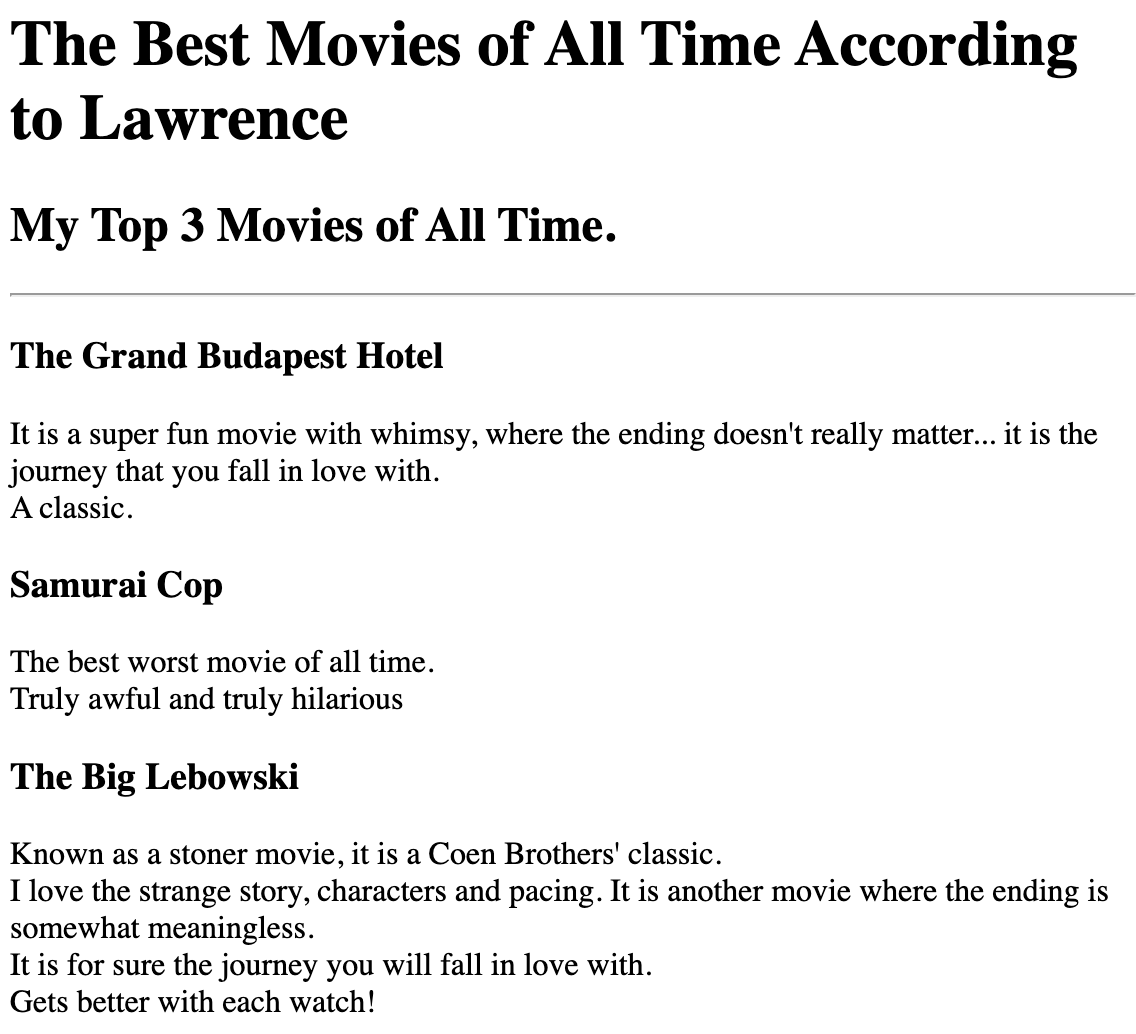 The Best Movies of All Time According
to Lawrence
My Top 3 Movies of All Time.
The Grand Budapest Hotel
It is a super fun movie with whimsy, where the ending doesn't really matter... it is the
journey that you fall in love with.
A classic.
Samurai Cop
The best worst movie of all time.
Truly awful and truly hilarious
The Big Lebowski
Known as a stoner movie, it is a Coen Brothers' classic.
I love the strange story, characters and pacing. It is another movie where the ending is
somewhat meaningless.
It is for sure the journey you will fall in love with.
Gets better with each watch!